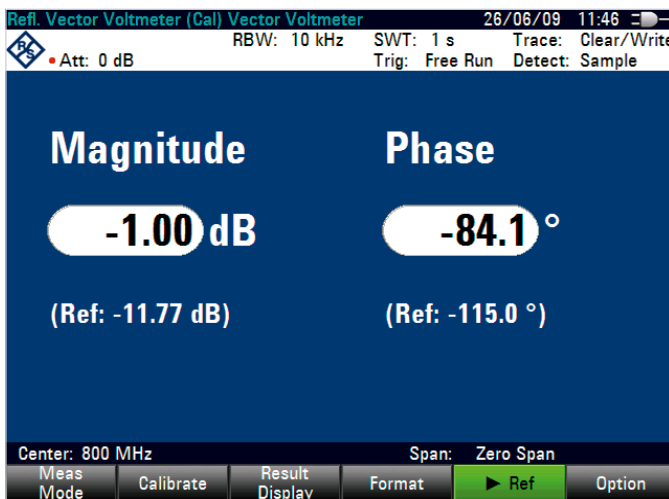 Refl. Vector Voltmeter (Cal) Vector Voltmeter 26/06/09 11:46
RBW: 10 kHz SWT: 1 s Trace: Clear/Write
R&S • Att: 0 dB Trig: Free Run Detect: Sample
Magnitude Phase
-1.00 dB -84.1 °
(Ref: -11.77 dB) (Ref: -115.0 °)
Center: 800 MHz Span: Zero Span
Meas Mode Calibrate Result Display Format ► Ref Option